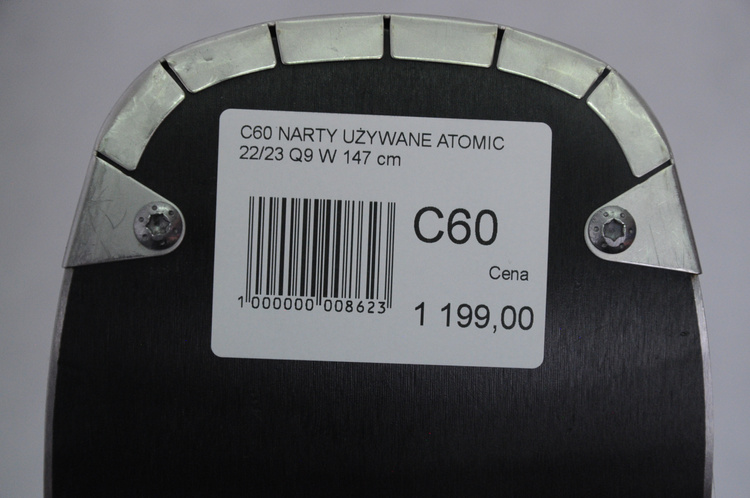 C60 NARTY UŻYWANE ATOMIC
22/23 Q9 W 147 cm
C60
Cena
1 000000 008623
1 199,00